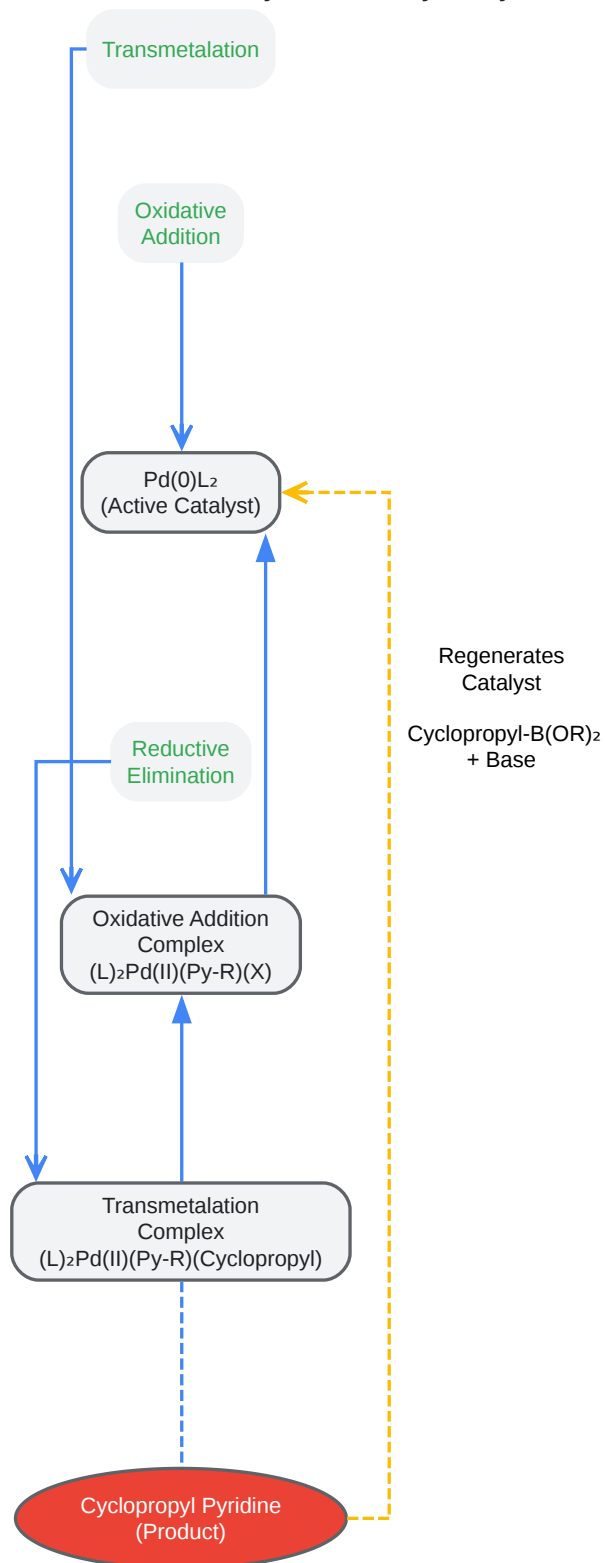 Transmetalation
Oxidative
Addition
Pd(0)L₂
(Active Catalyst)
Regenerates
Catalyst
Cyclopropyl-B(OR)₂
+ Base
Reductive
Elimination
Oxidative Addition
Complex
(L)₂Pd(II)(Py-R)(X)
Transmetalation
Complex
(L)₂Pd(II)(Py-R)(Cyclopropyl)
Cyclopropyl Pyridine
(Product)